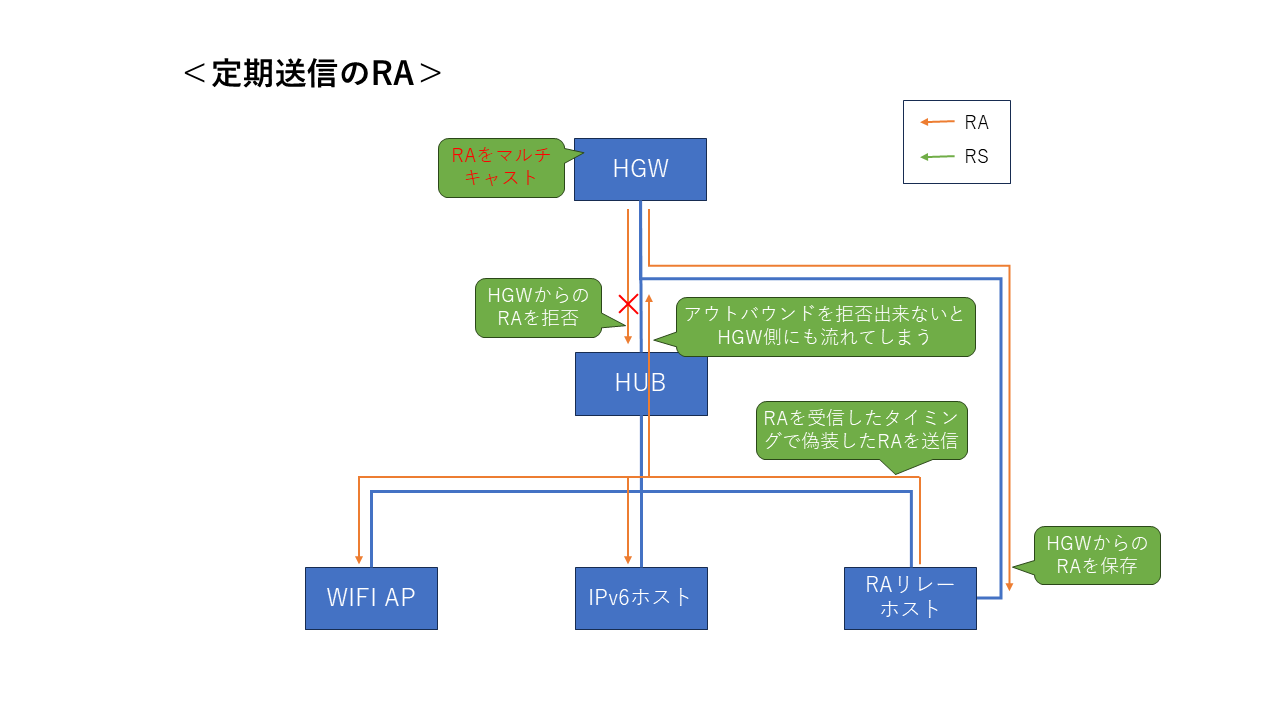 ＜定期送信のRA＞
RA
RS
RAをマルチ
キャスト
HGW
HGWからの
RAを拒否
アウトバウンドを拒否出来ないと
HGW側にも流れてしまう
HUB
RAを受信したタイミン
グで偽装したRAを送信
HGWからの
RAを保存
WIFI AP
IPv6ホスト
RAリレー
ホスト